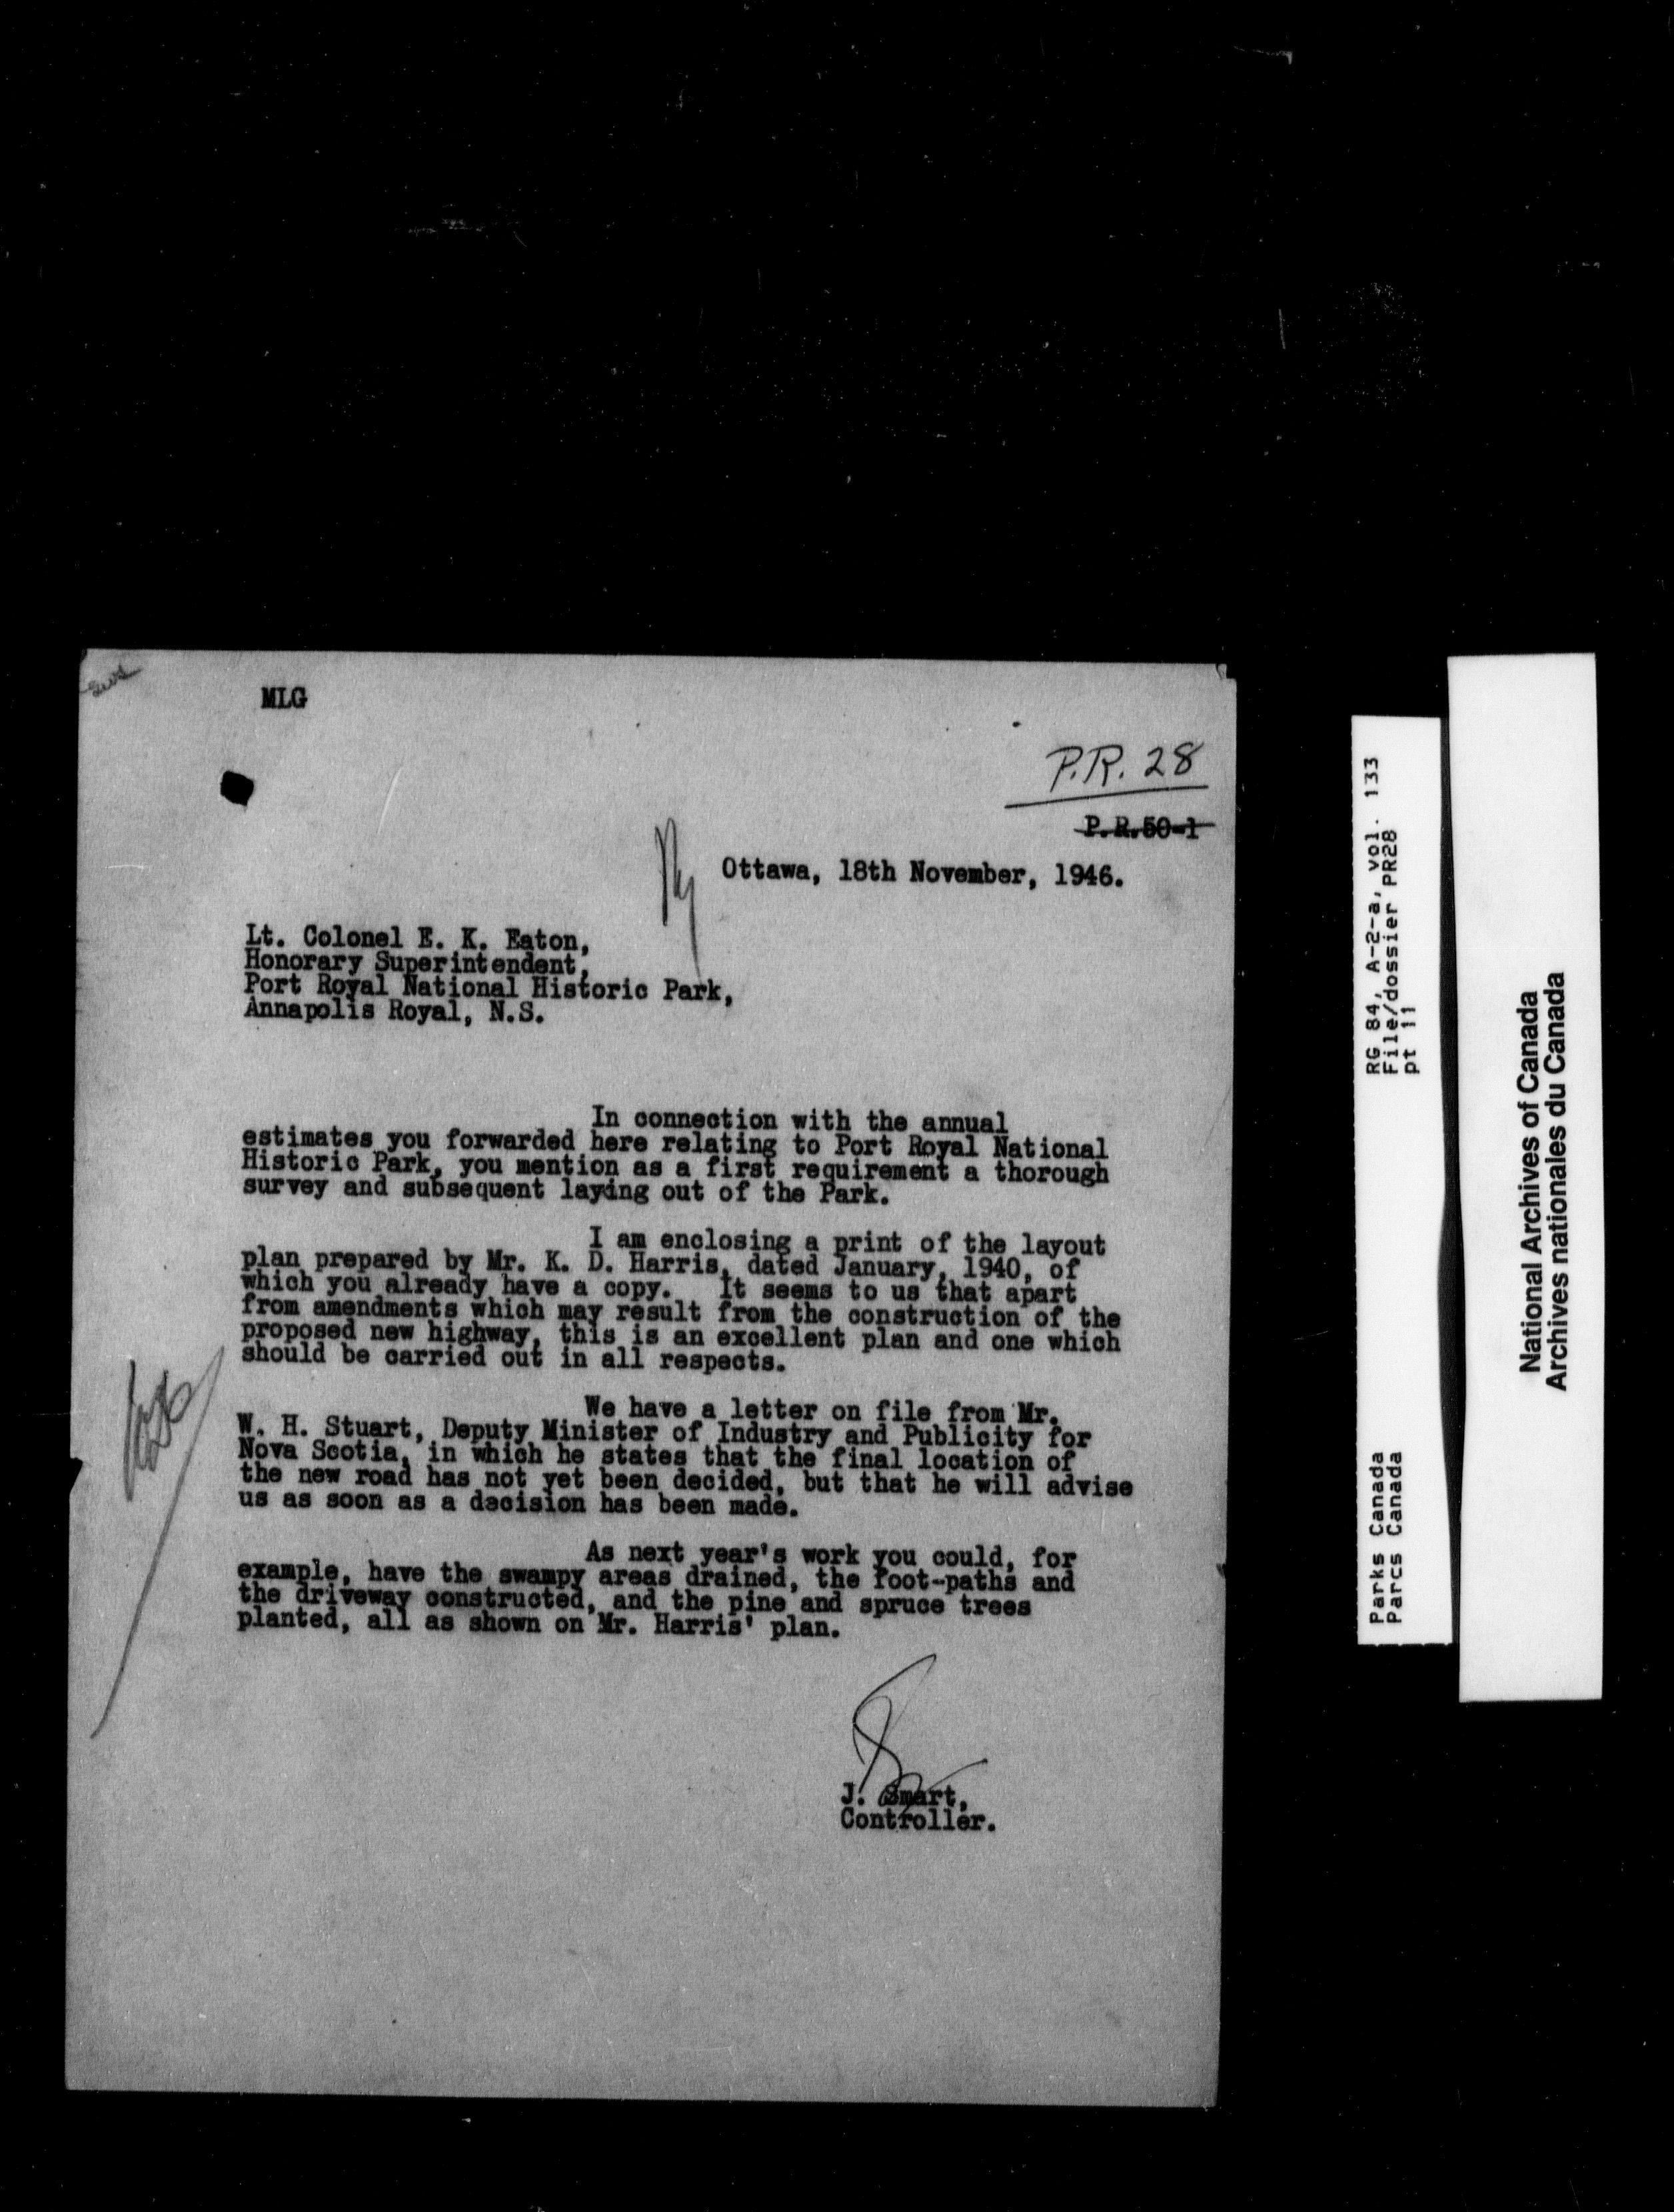 MLG
P.R. 28
P.R.50-1
Ottawa, 18th November, 1946.
Lt. Colonel E. K. Eaton,
Honorary Superintendent,
Port Royal National Historic Park,
Annapolis Royal, N.S.
In connection with the annual
estimates you forwarded here relating to Port Royal National
Historic Park, you mention as a first requirement a thorough
survey and subsequent laying out of the Park.
I am enclosing a print of the layout
plan prepared by Mr. K. D. Harris, dated January, 1940, of
which you already have a copy. It seems to us that apart
from amendments which may result from the construction of the
proposed new highway, this is an excellent plan and one which
should be carried out in all respects.
We have a letter on file from Mr.
W. H. Stuart, Deputy Minister of Industry and Publicity for
Nova Scotia, in which he states that the final location of
the new road has not yet been decided, but that he will advise
us as soon as a decision has been made.
As next year's work you could, for
example, have the swampy areas drained, the foot-paths and
the driveway constructed, and the pine and spruce trees
planted, all as shown on Mr. Harris' plan.
J. Smart,
Controller.
RG 84, A-2-a, vol. 133
File/dossier PR28
pt 11
Parks Canada
Parcs Canada
National Archives of Canada
Archives nationales du Canada